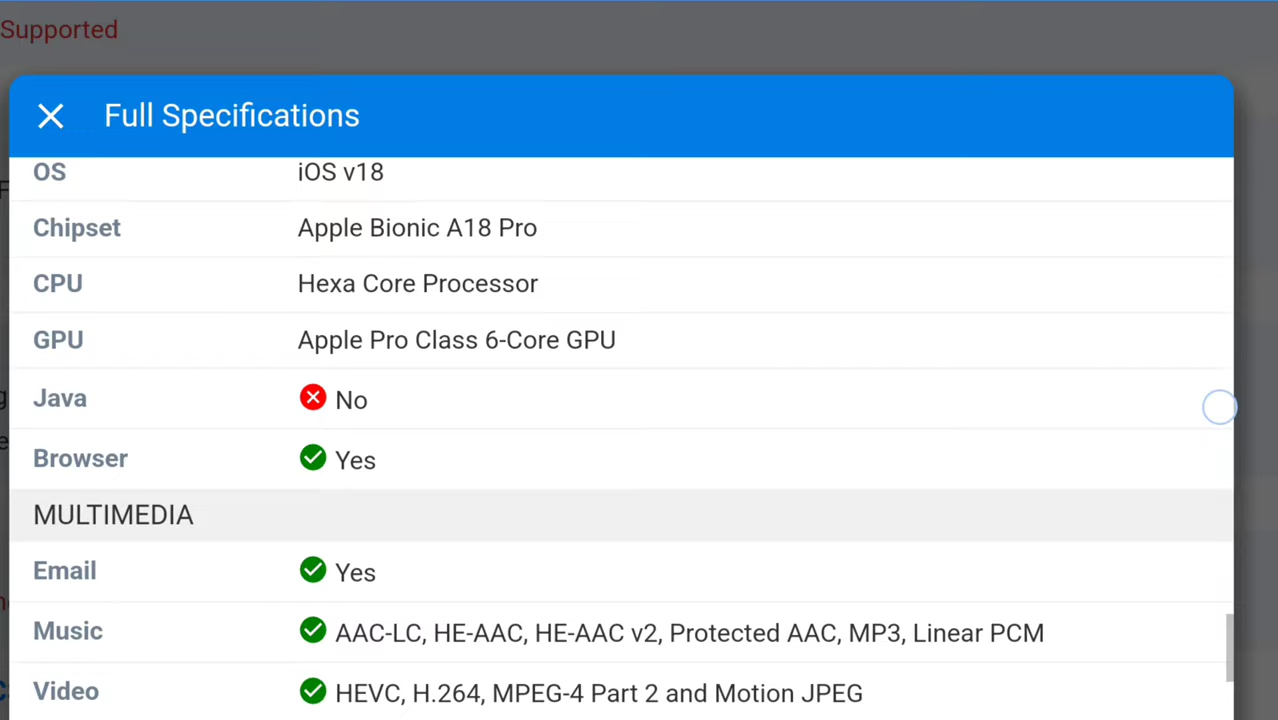 Supported
Full Specifications
OS iOS v18
Chipset Apple Bionic A18 Pro
CPU Hexa Core Processor
GPU Apple Pro Class 6-Core GPU
Java No
Browser Yes
MULTIMEDIA
Email Yes
Music AAC-LC, HE-AAC, HE-AAC v2, Protected AAC, MP3, Linear PCM
Video HEVC, H.264, MPEG-4 Part 2 and Motion JPEG